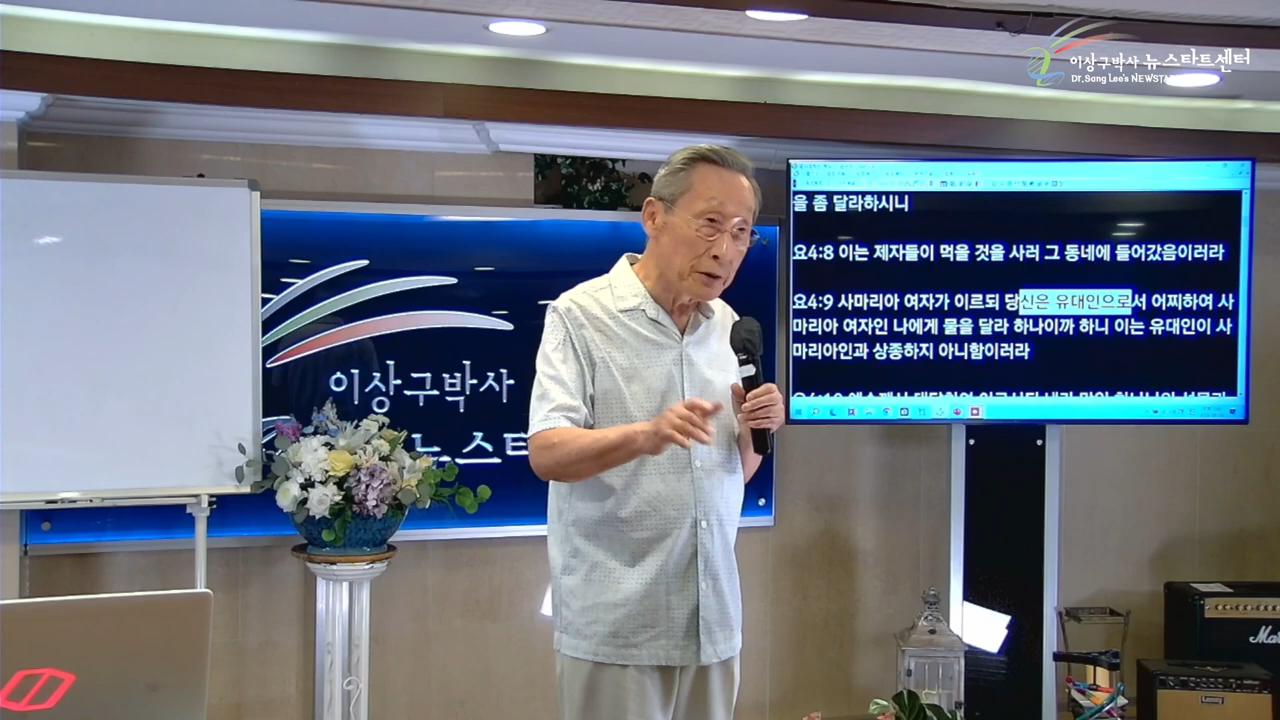 이상구박사 뉴스타트센터
Dr.Sang Lee's NEWSTA
을 좀 달라하시니
요4:8 이는 제자들이 먹을 것을 사러 그 동네에 들어갔음이러라
요4:9 사마리아 여자가 이르되 당신은 유대인으로서 어찌하여 사
마리아 여자인 나에게 물을 달라 하나이까 하니 이는 유대인이 사
마리아인과 상종하지 아니함이러라
이상구박사
뉴스타
Mar
Laney